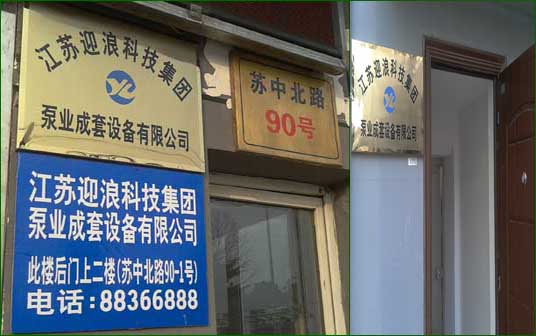 江苏迎浪科技集团
泵业成套设备有限公司
苏中北路
90号
江苏迎浪科技集团
泵业成套设备有限公司
此楼后门上二楼(苏中北路90-1号)
电话:88366888
江苏迎浪科技集团
泵业成套设备有限公司